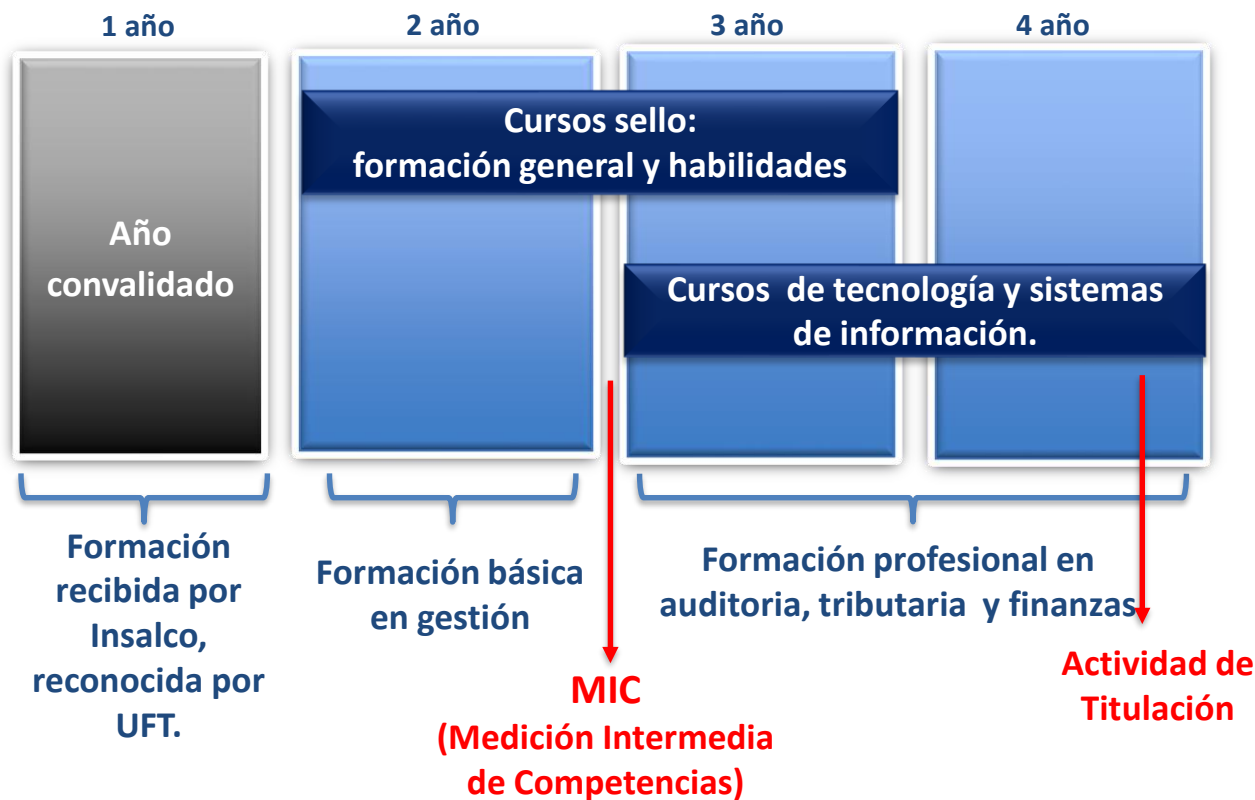 1 año
2 año
3 año
4 año
Cursos sello:
formación general y habilidades
Año
convalidado
Cursos de tecnología y sistemas
de información.
Formación
recibida por
Insalco,
reconocida por
UFT.
Formación básica
en gestión
Formación profesional en
auditoria, tributaria y finanzas
MIC
(Medición Intermedia
de Competencias)
Actividad de
Titulación